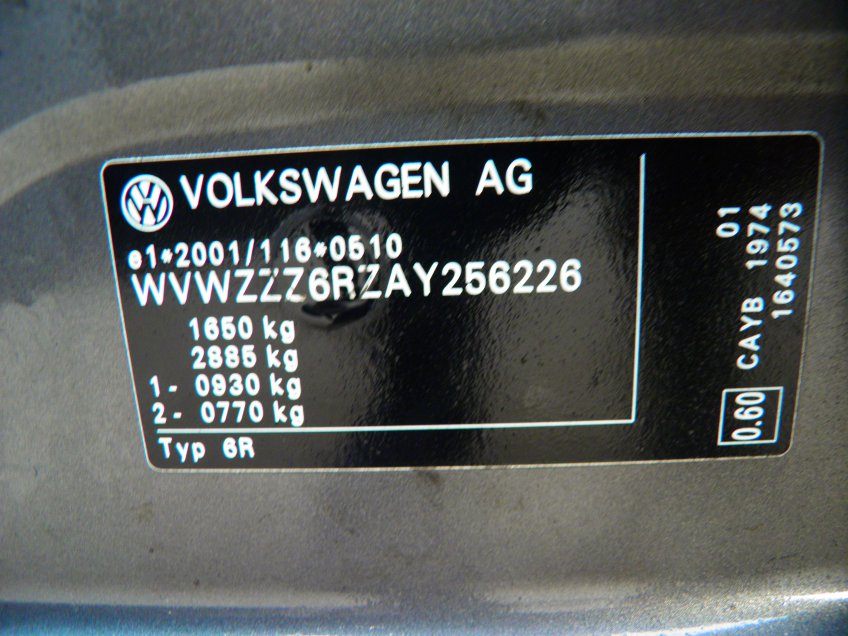 VOLKSWAGEN AG
e1*2001/116*0510
WVWZZZ6RZAY256226
1650 kg
2885 kg
1- 0930 kg
2- 0770 kg
Typ 6R
01
CAYB 1974
1640573
0.60